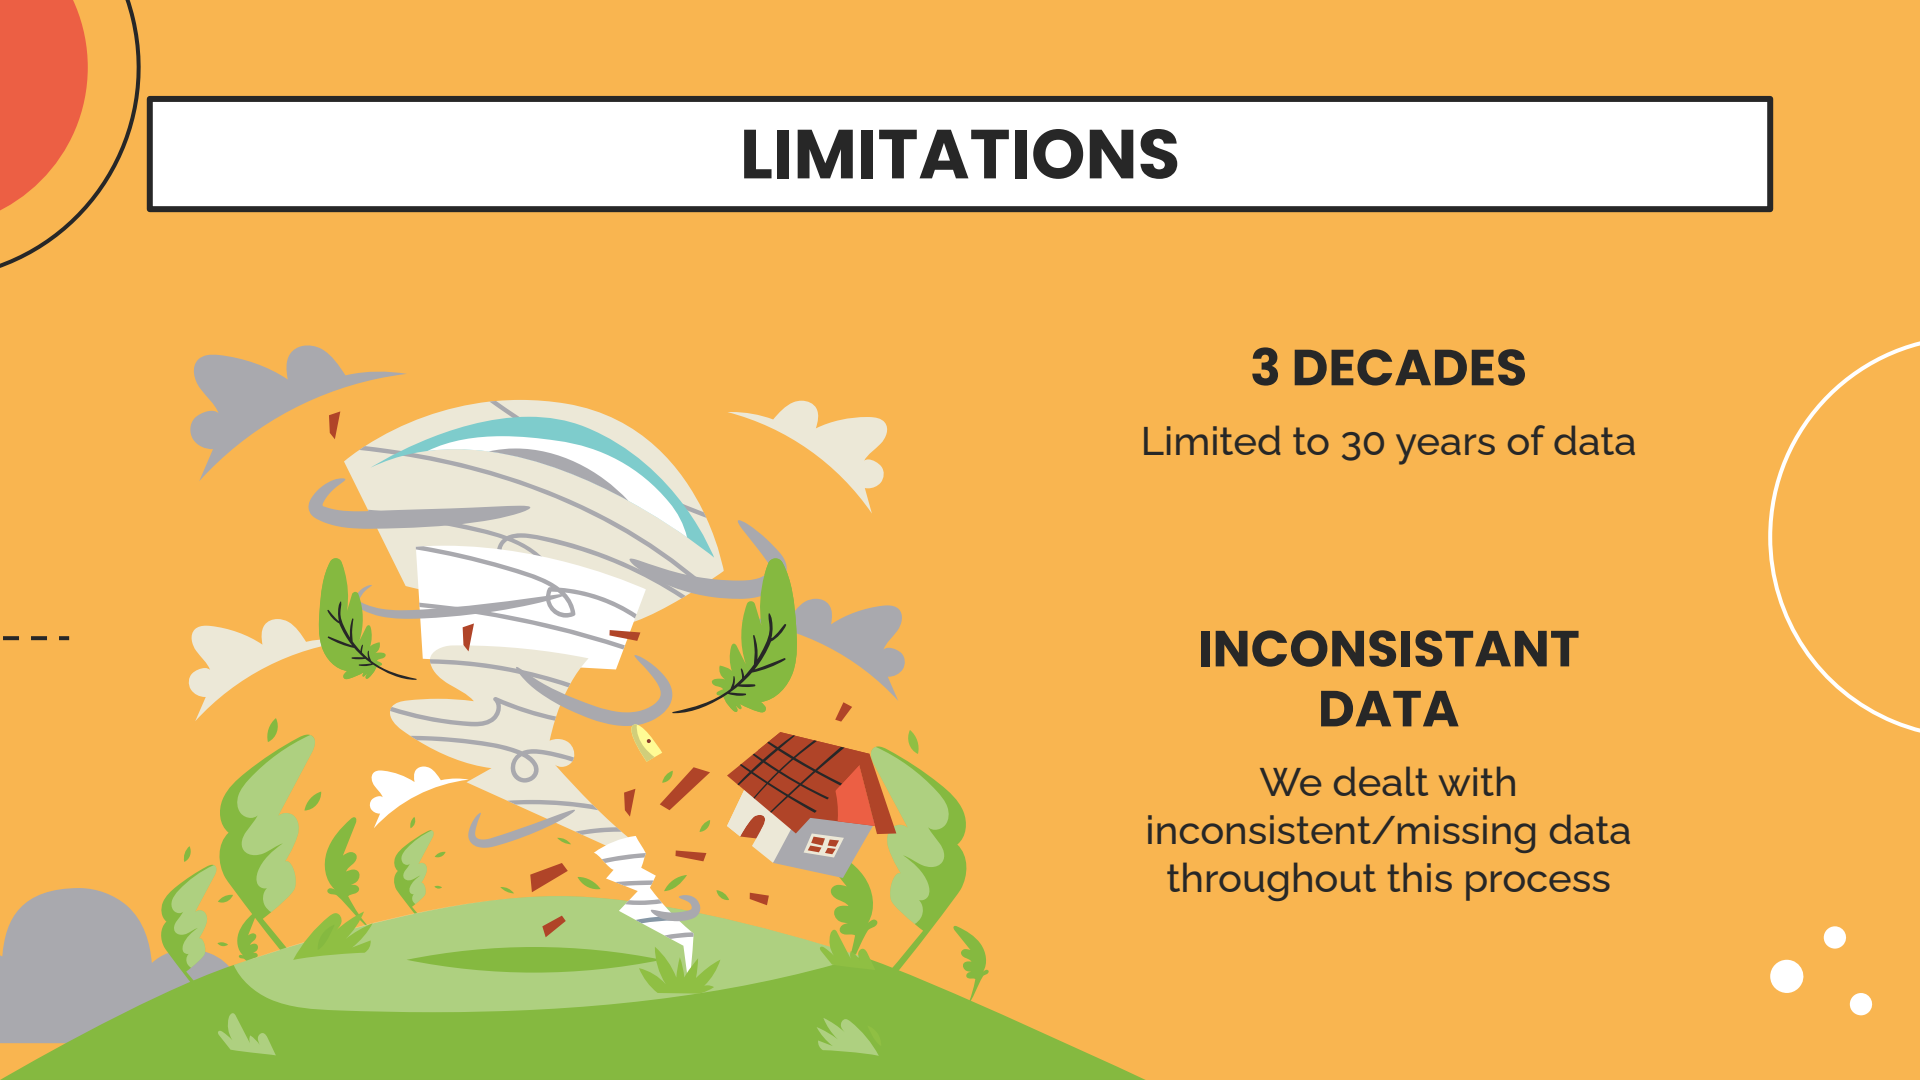 LIMITATIONS
3 DECADES
Limited to 30 years of data
INCONSISTANT
DATA
We dealt with
inconsistent/missing data
throughout this process